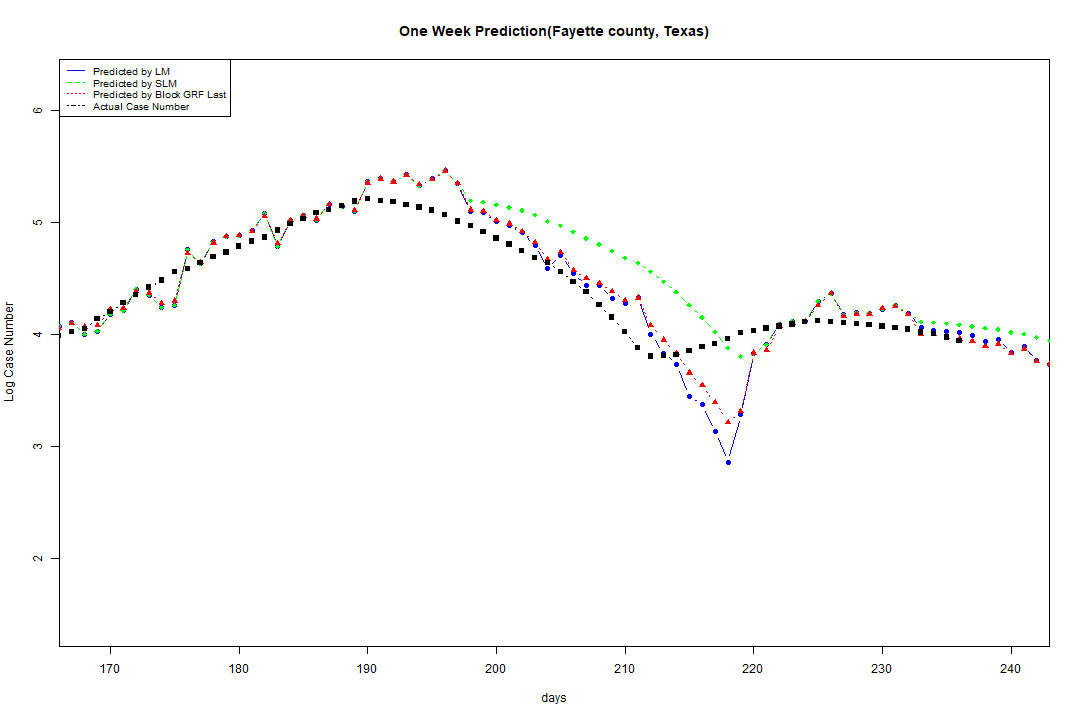 One Week Prediction(Fayette county, Texas)
Predicted by LM
Predicted by SLM
Predicted by Block GRF Last
Actual Case Number
6
5
4
3
2
Log Case Number
170 180 190 200 210 220 230 240
days